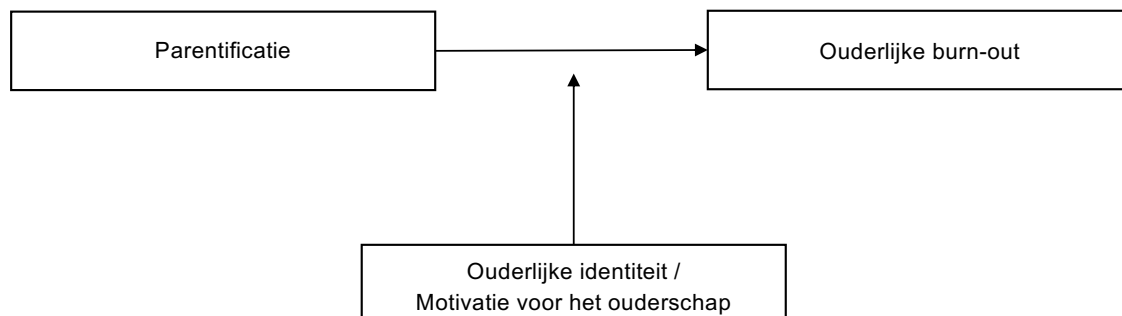 Parentificatie
Ouderlijke burn-out
Ouderlijke identiteit /
Motivatie voor het ouderschap